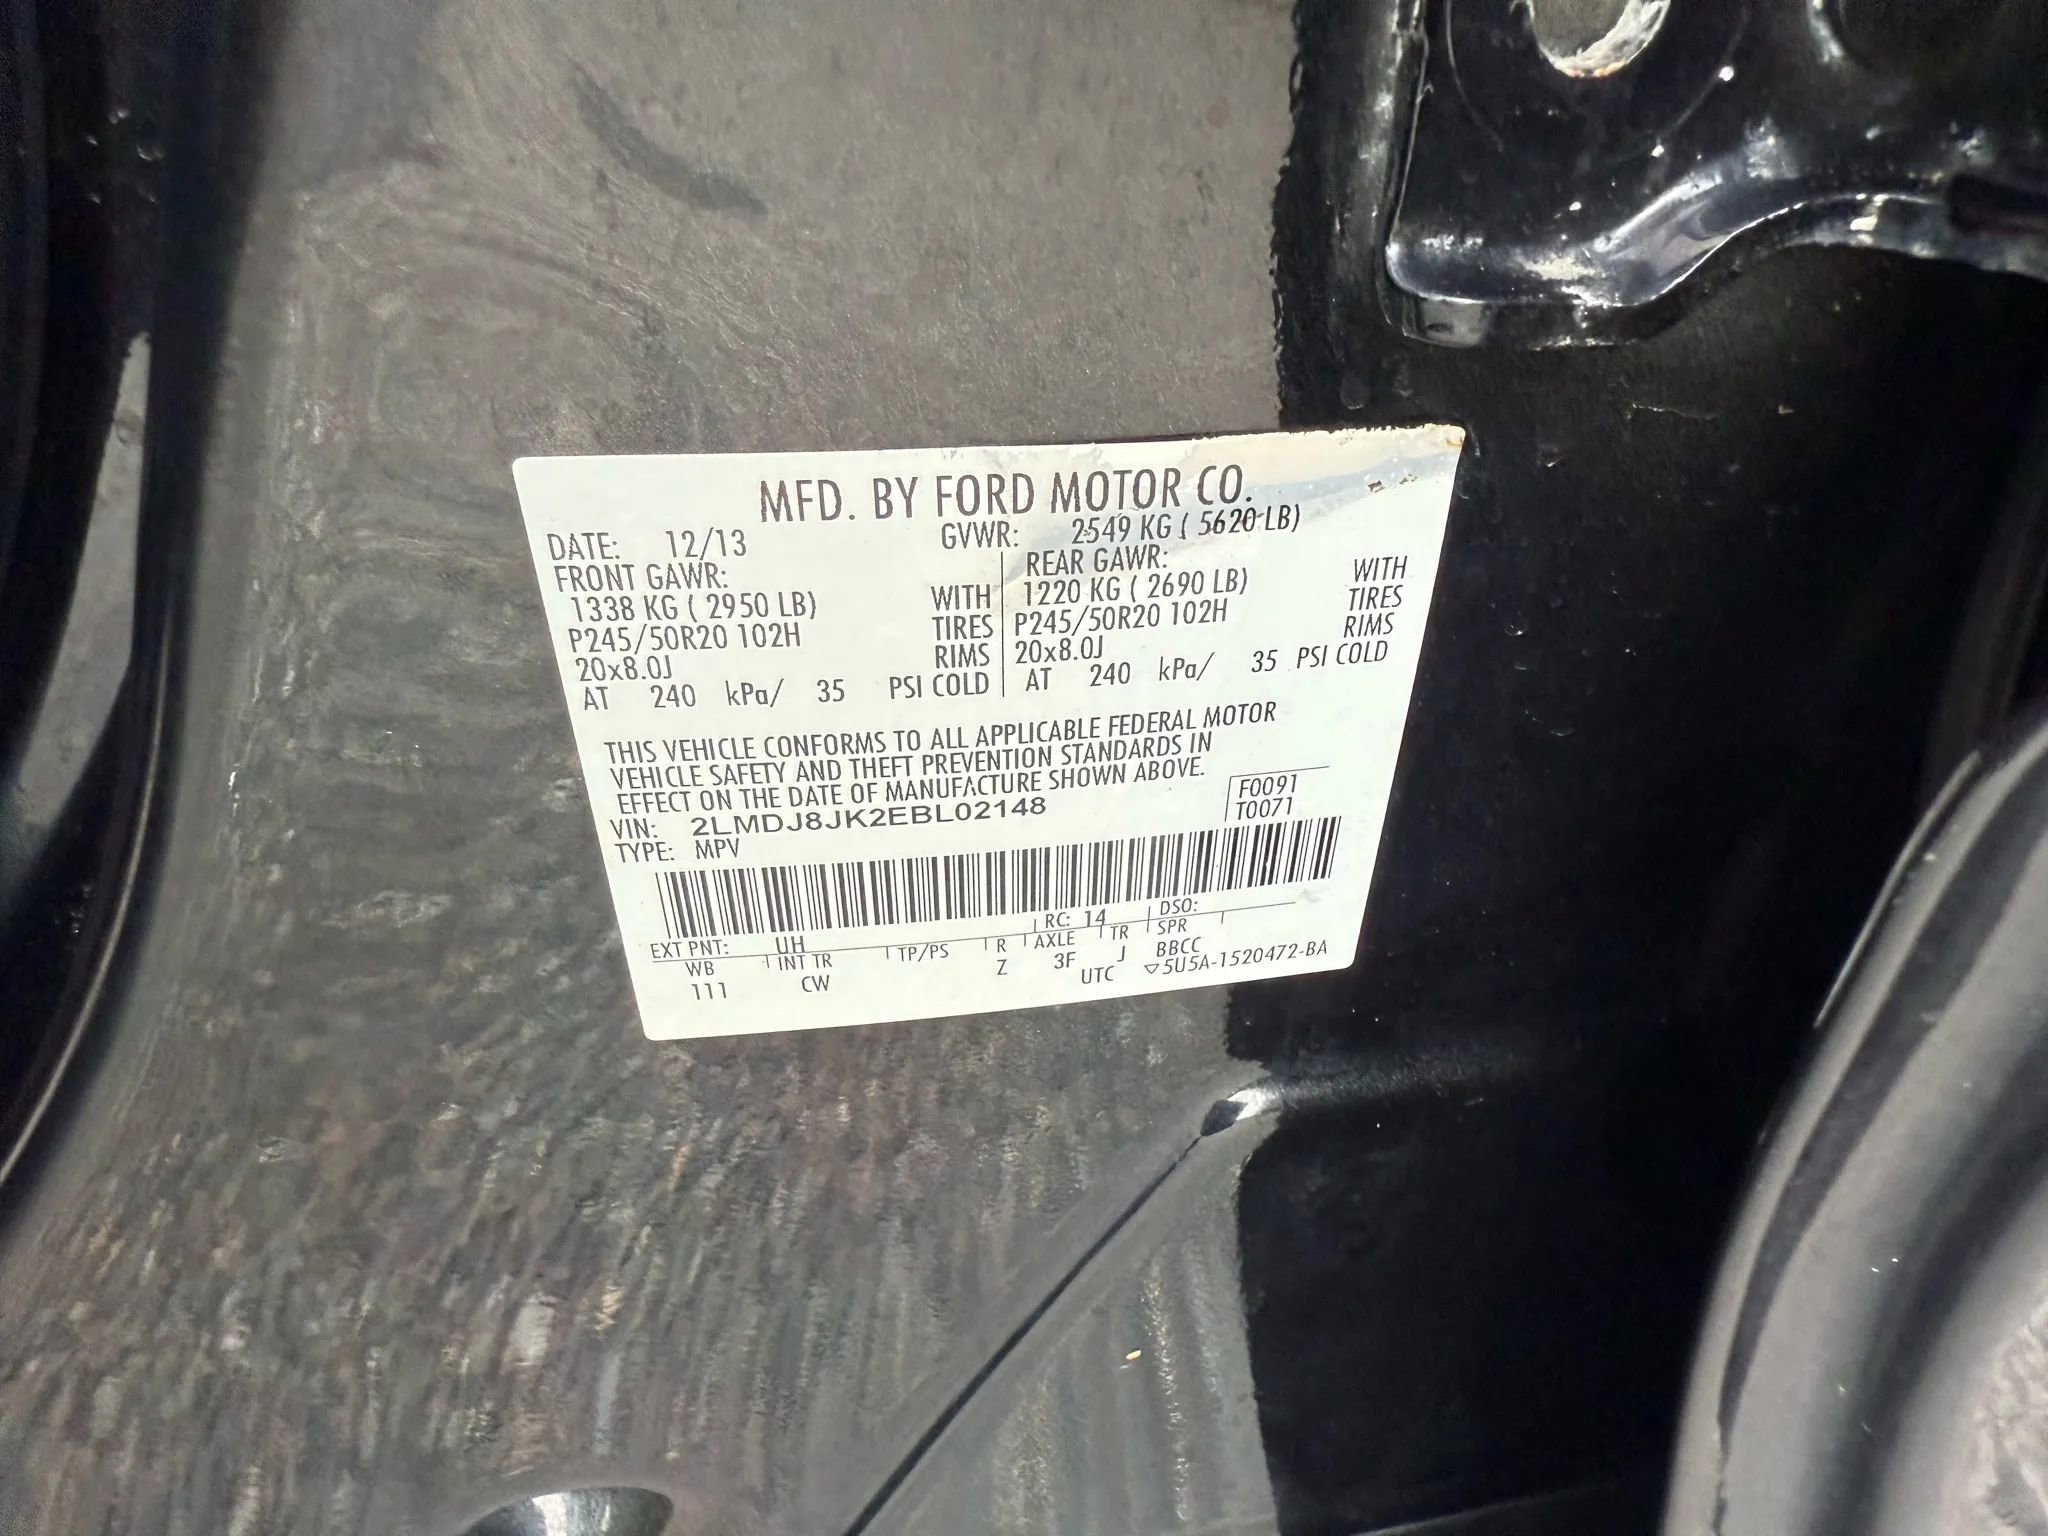 MFD. BY FORD MOTOR CO.
DATE: 12/13 GVWR: 2549 KG ( 5620 LB)
FRONT GAWR: REAR GAWR:
1338 KG ( 2950 LB) WITH 1220 KG ( 2690 LB) WITH
P245/50R20 102H TIRES P245/50R20 102H TIRES
20x8.0J RIMS 20x8.0J RIMS
AT 240 kPa/ 35 PSI COLD AT 240 kPa/ 35 PSI COLD
THIS VEHICLE CONFORMS TO ALL APPLICABLE FEDERAL MOTOR
VEHICLE SAFETY AND THEFT PREVENTION STANDARDS IN
EFFECT ON THE DATE OF MANUFACTURE SHOWN ABOVE.
VIN: 2LMDJ8JK2EBL02148 F0091
TYPE: MPV T0071
EXT PNT: UH RC: 14 DSO:
WB INT TR TP/PS R AXLE TR SPR
111 CW Z 3F J BBCC
UTC ▽5U5A-1520472-BA